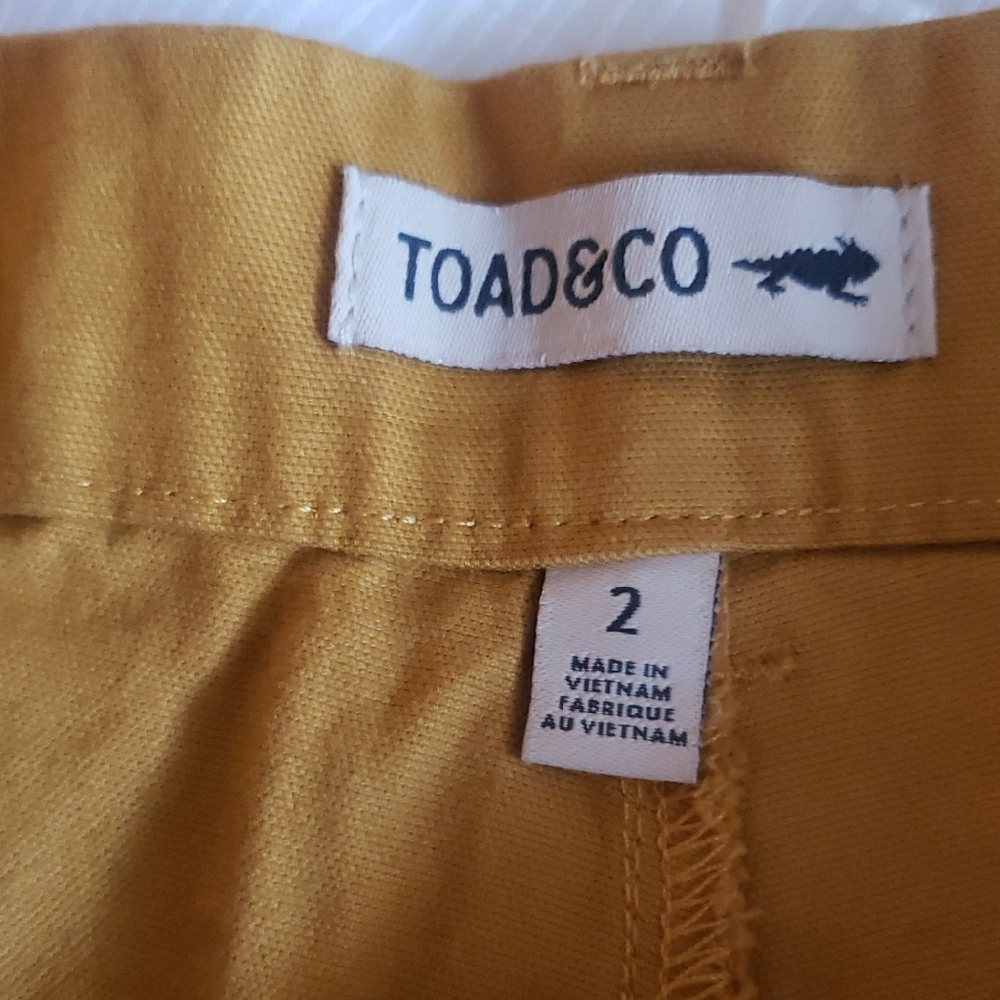 TOAD&CO
2
MADE IN
VIETNAM
FABRIQUE
AU VIETNAM